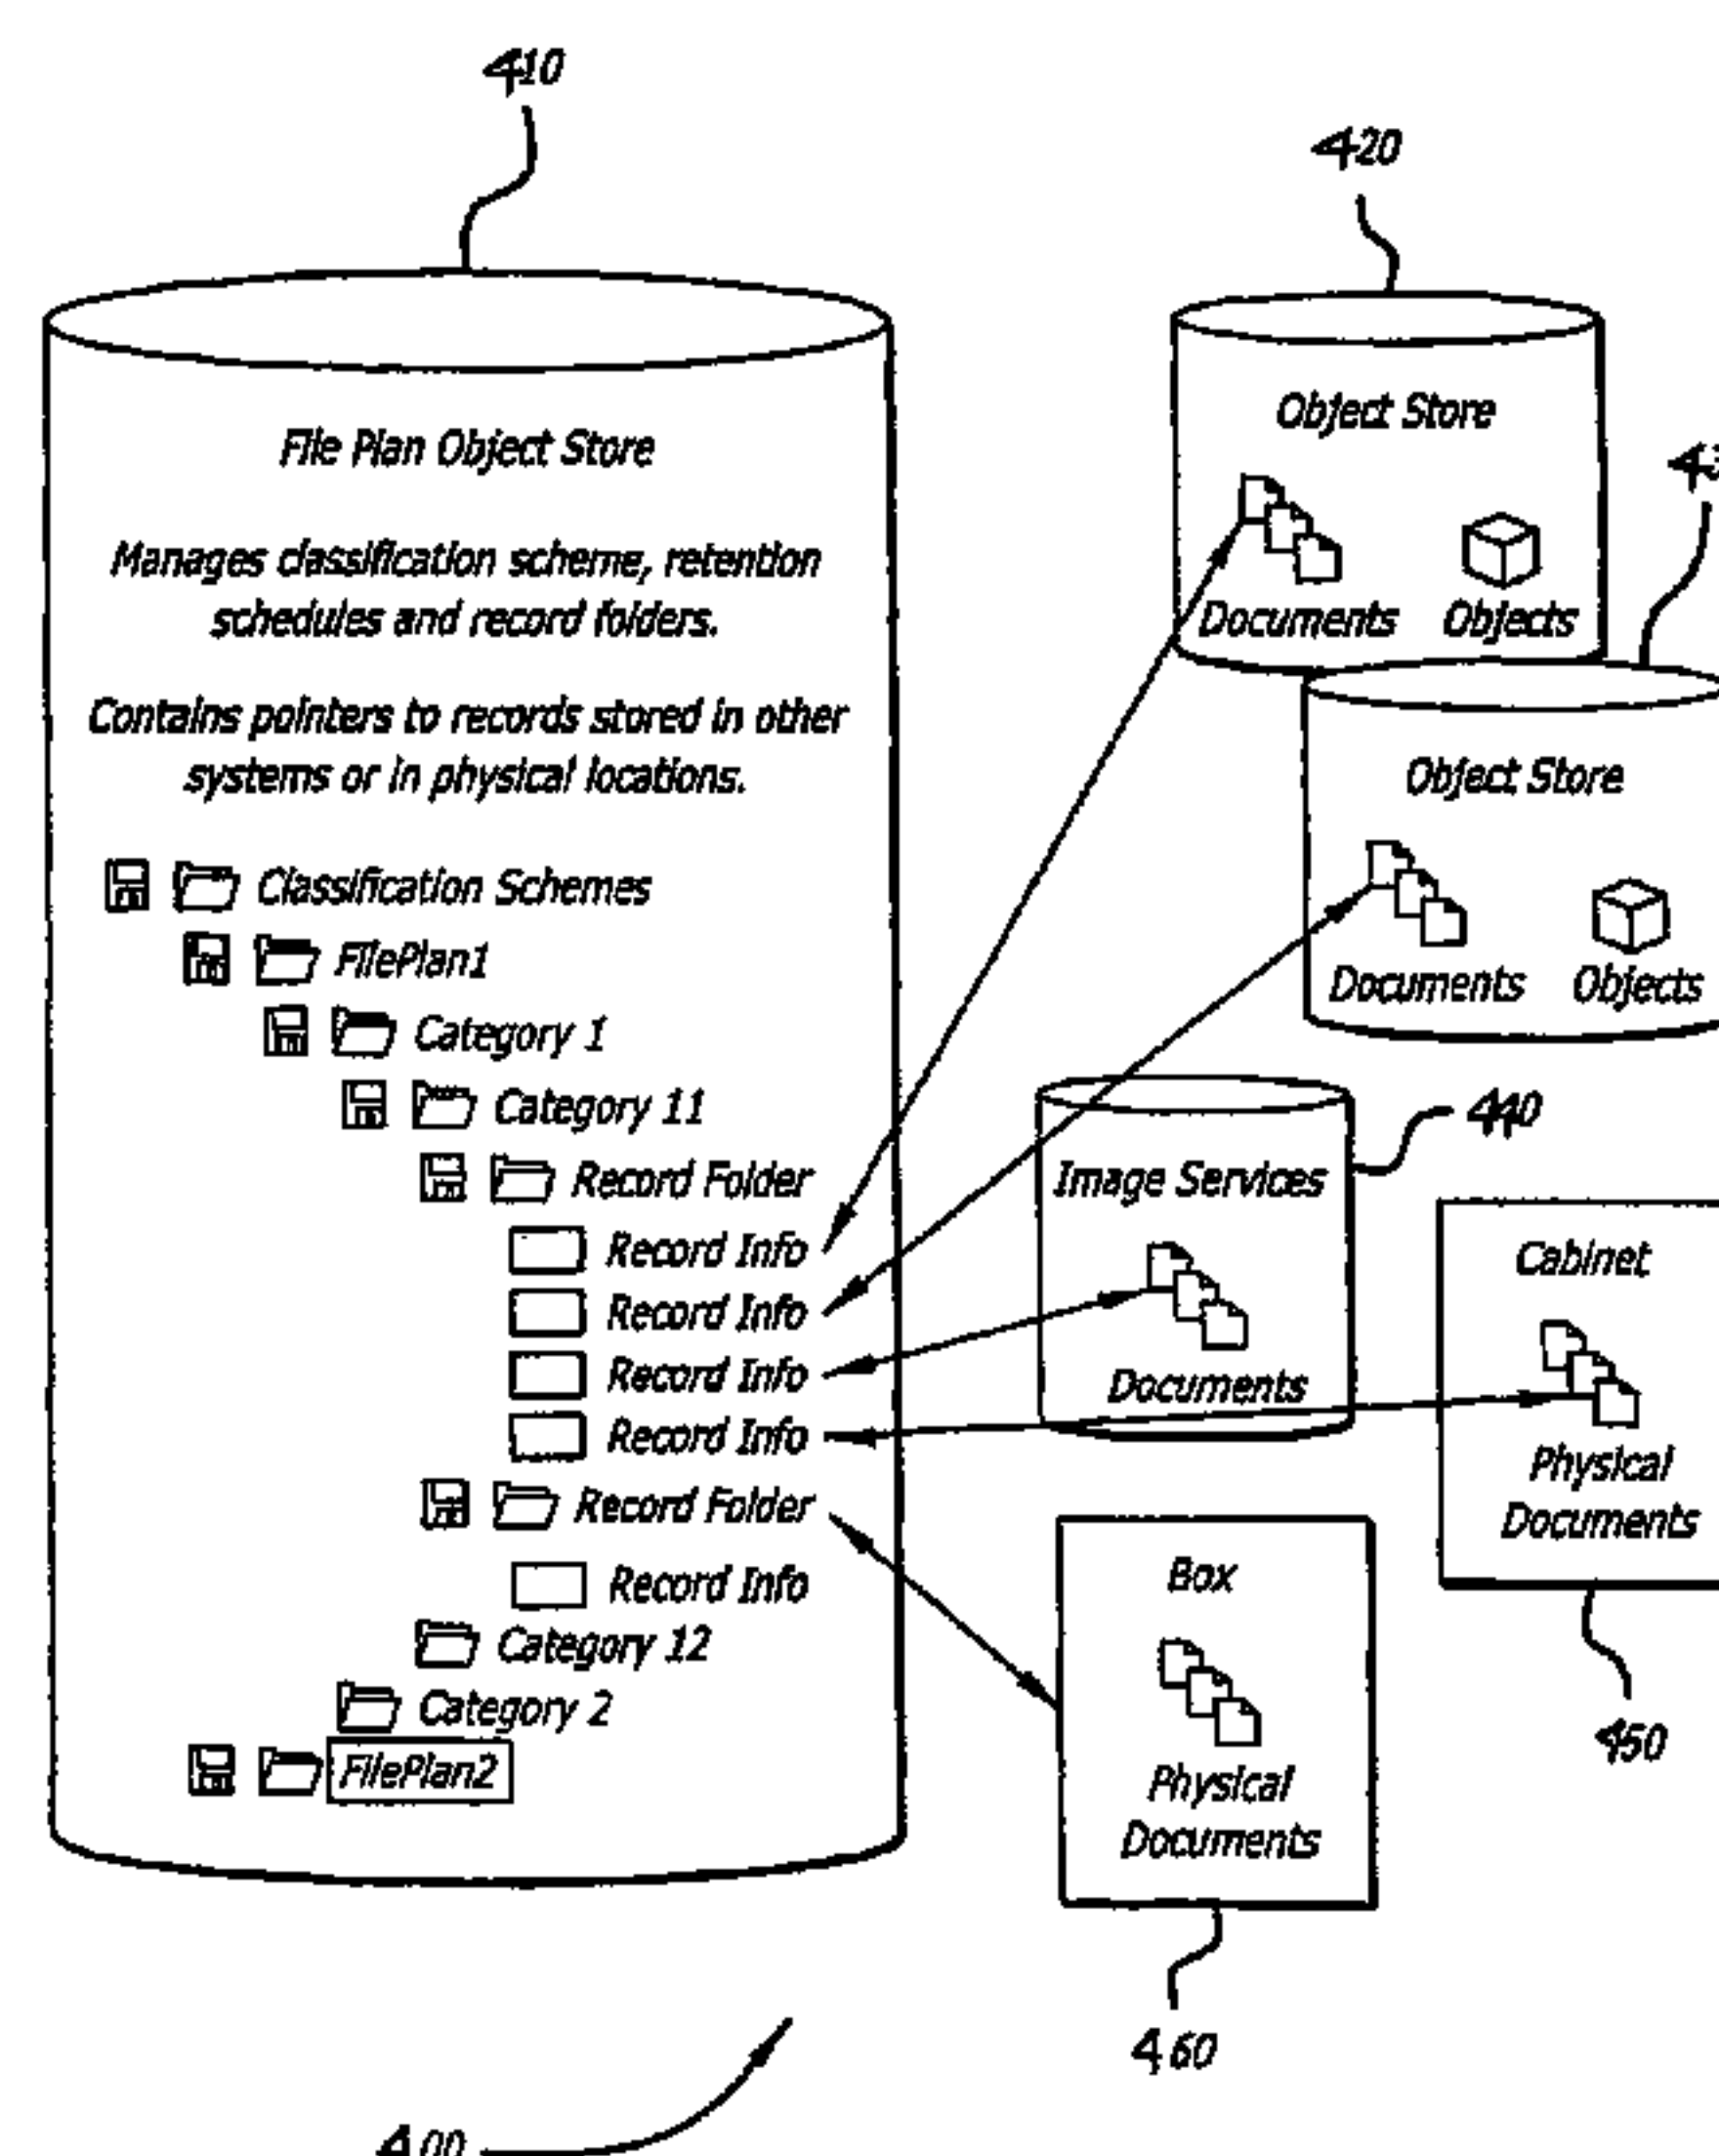 410
420
File Plan Object Store
Manages classification scheme, retention
schedules and record folders.
Contains pointers to records stored in other
systems or in physical locations.
Classification Schemes
FilePlan1
Category 1
Category 11
Record Folder
Record Info
Record Info
Record Info
Record Info
Record Folder
Record Info
Category 12
Category 2
FilePlan2
Object Store
Documents Objects
43
Object Store
Documents Objects
440
Image Services
Documents
Cabinet
Physical
Documents
450
Box
Physical
Documents
460
400